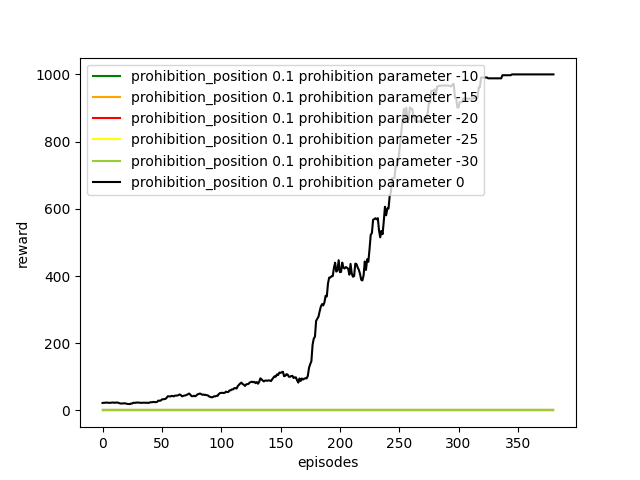 prohibition_position 0.1 prohibition parameter -10
prohibition_position 0.1 prohibition parameter -15
prohibition_position 0.1 prohibition parameter -20
prohibition_position 0.1 prohibition parameter -25
prohibition_position 0.1 prohibition parameter -30
prohibition_position 0.1 prohibition parameter 0
1000
800
600
400
200
0
reward
0 50 100 150 200 250 300 350
episodes